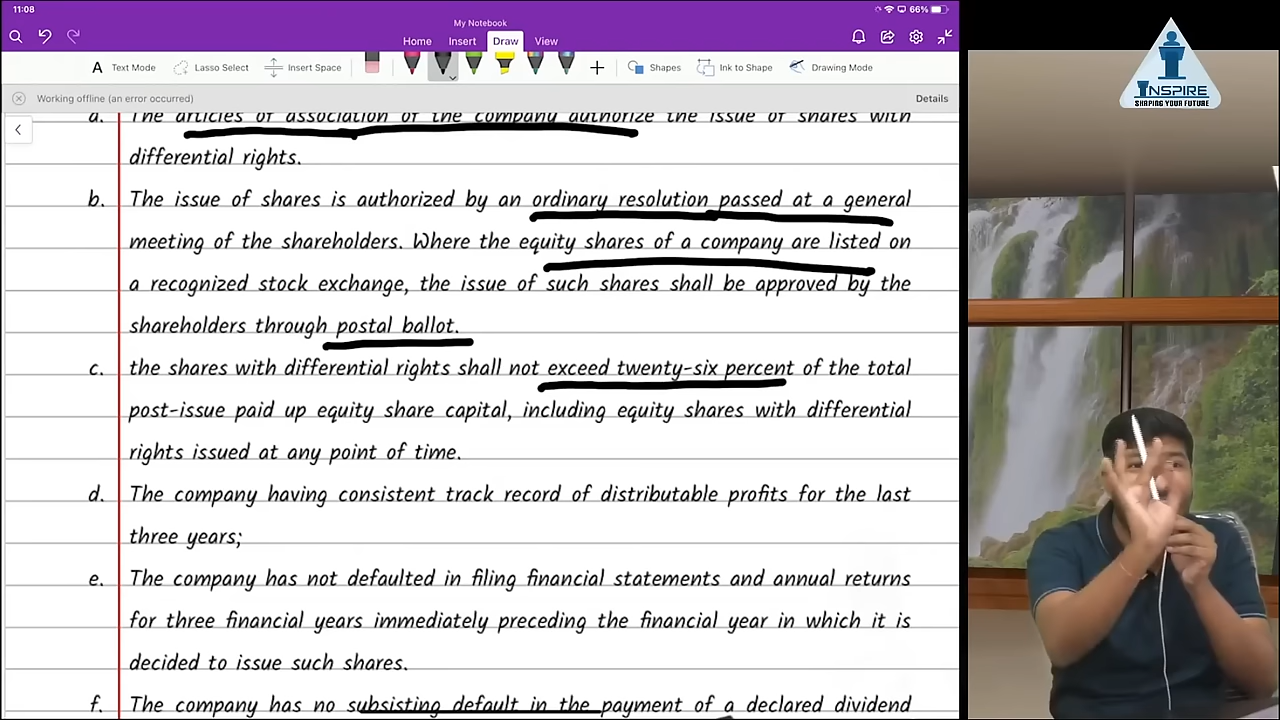 11:08
66%
My Notebook
Home Insert Draw View
A Text Mode Lasso Select Insert Space Shapes Ink to Shape Drawing Mode
Working offline (an error occurred) Details
a. The articles of association of the company authorize the issue of shares with
differential rights.
b. The issue of shares is authorized by an ordinary resolution passed at a general
meeting of the shareholders. Where the equity shares of a company are listed on
a recognized stock exchange, the issue of such shares shall be approved by the
shareholders through postal ballot.
c. the shares with differential rights shall not exceed twenty-six percent of the total
post-issue paid up equity share capital, including equity shares with differential
rights issued at any point of time.
d. The company having consistent track record of distributable profits for the last
three years;
e. The company has not defaulted in filing financial statements and annual returns
for three financial years immediately preceding the financial year in which it is
decided to issue such shares.
f. The company has no subsisting default in the payment of a declared dividend
INSPIRE
SHAPING YOUR FUTURE